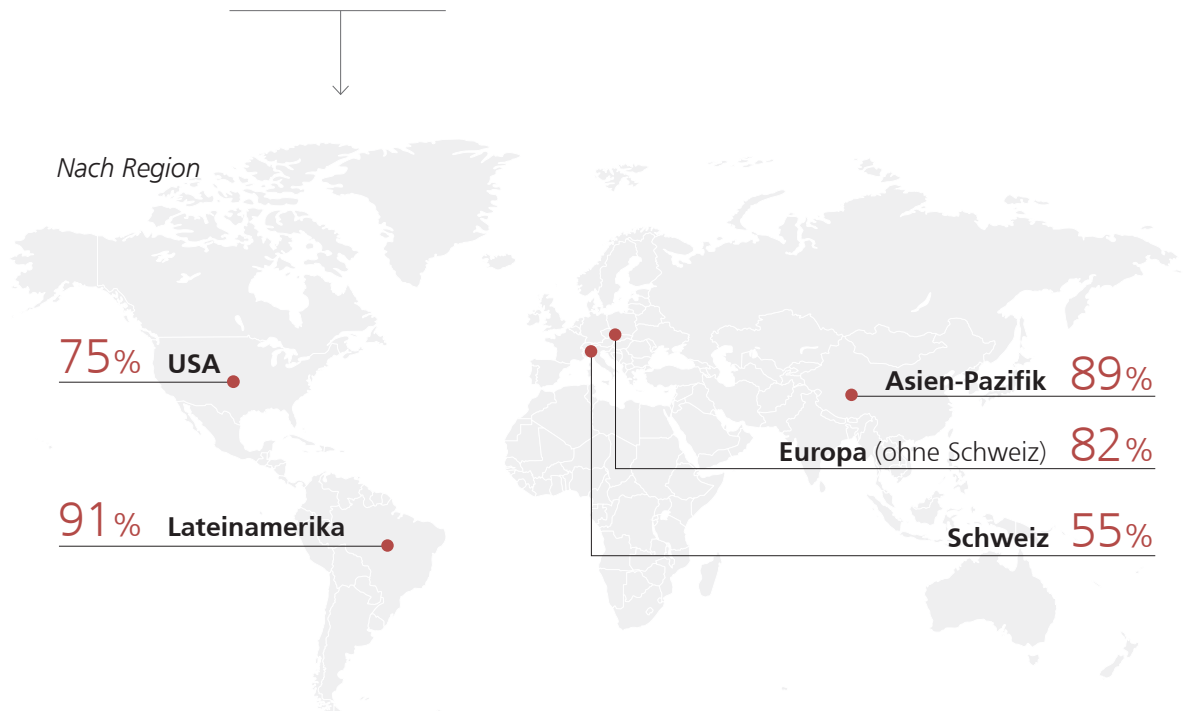 Nach Region
75% USA
Asien-Pazifik 89%
Europa (ohne Schweiz) 82%
91% Lateinamerika
Schweiz 55%